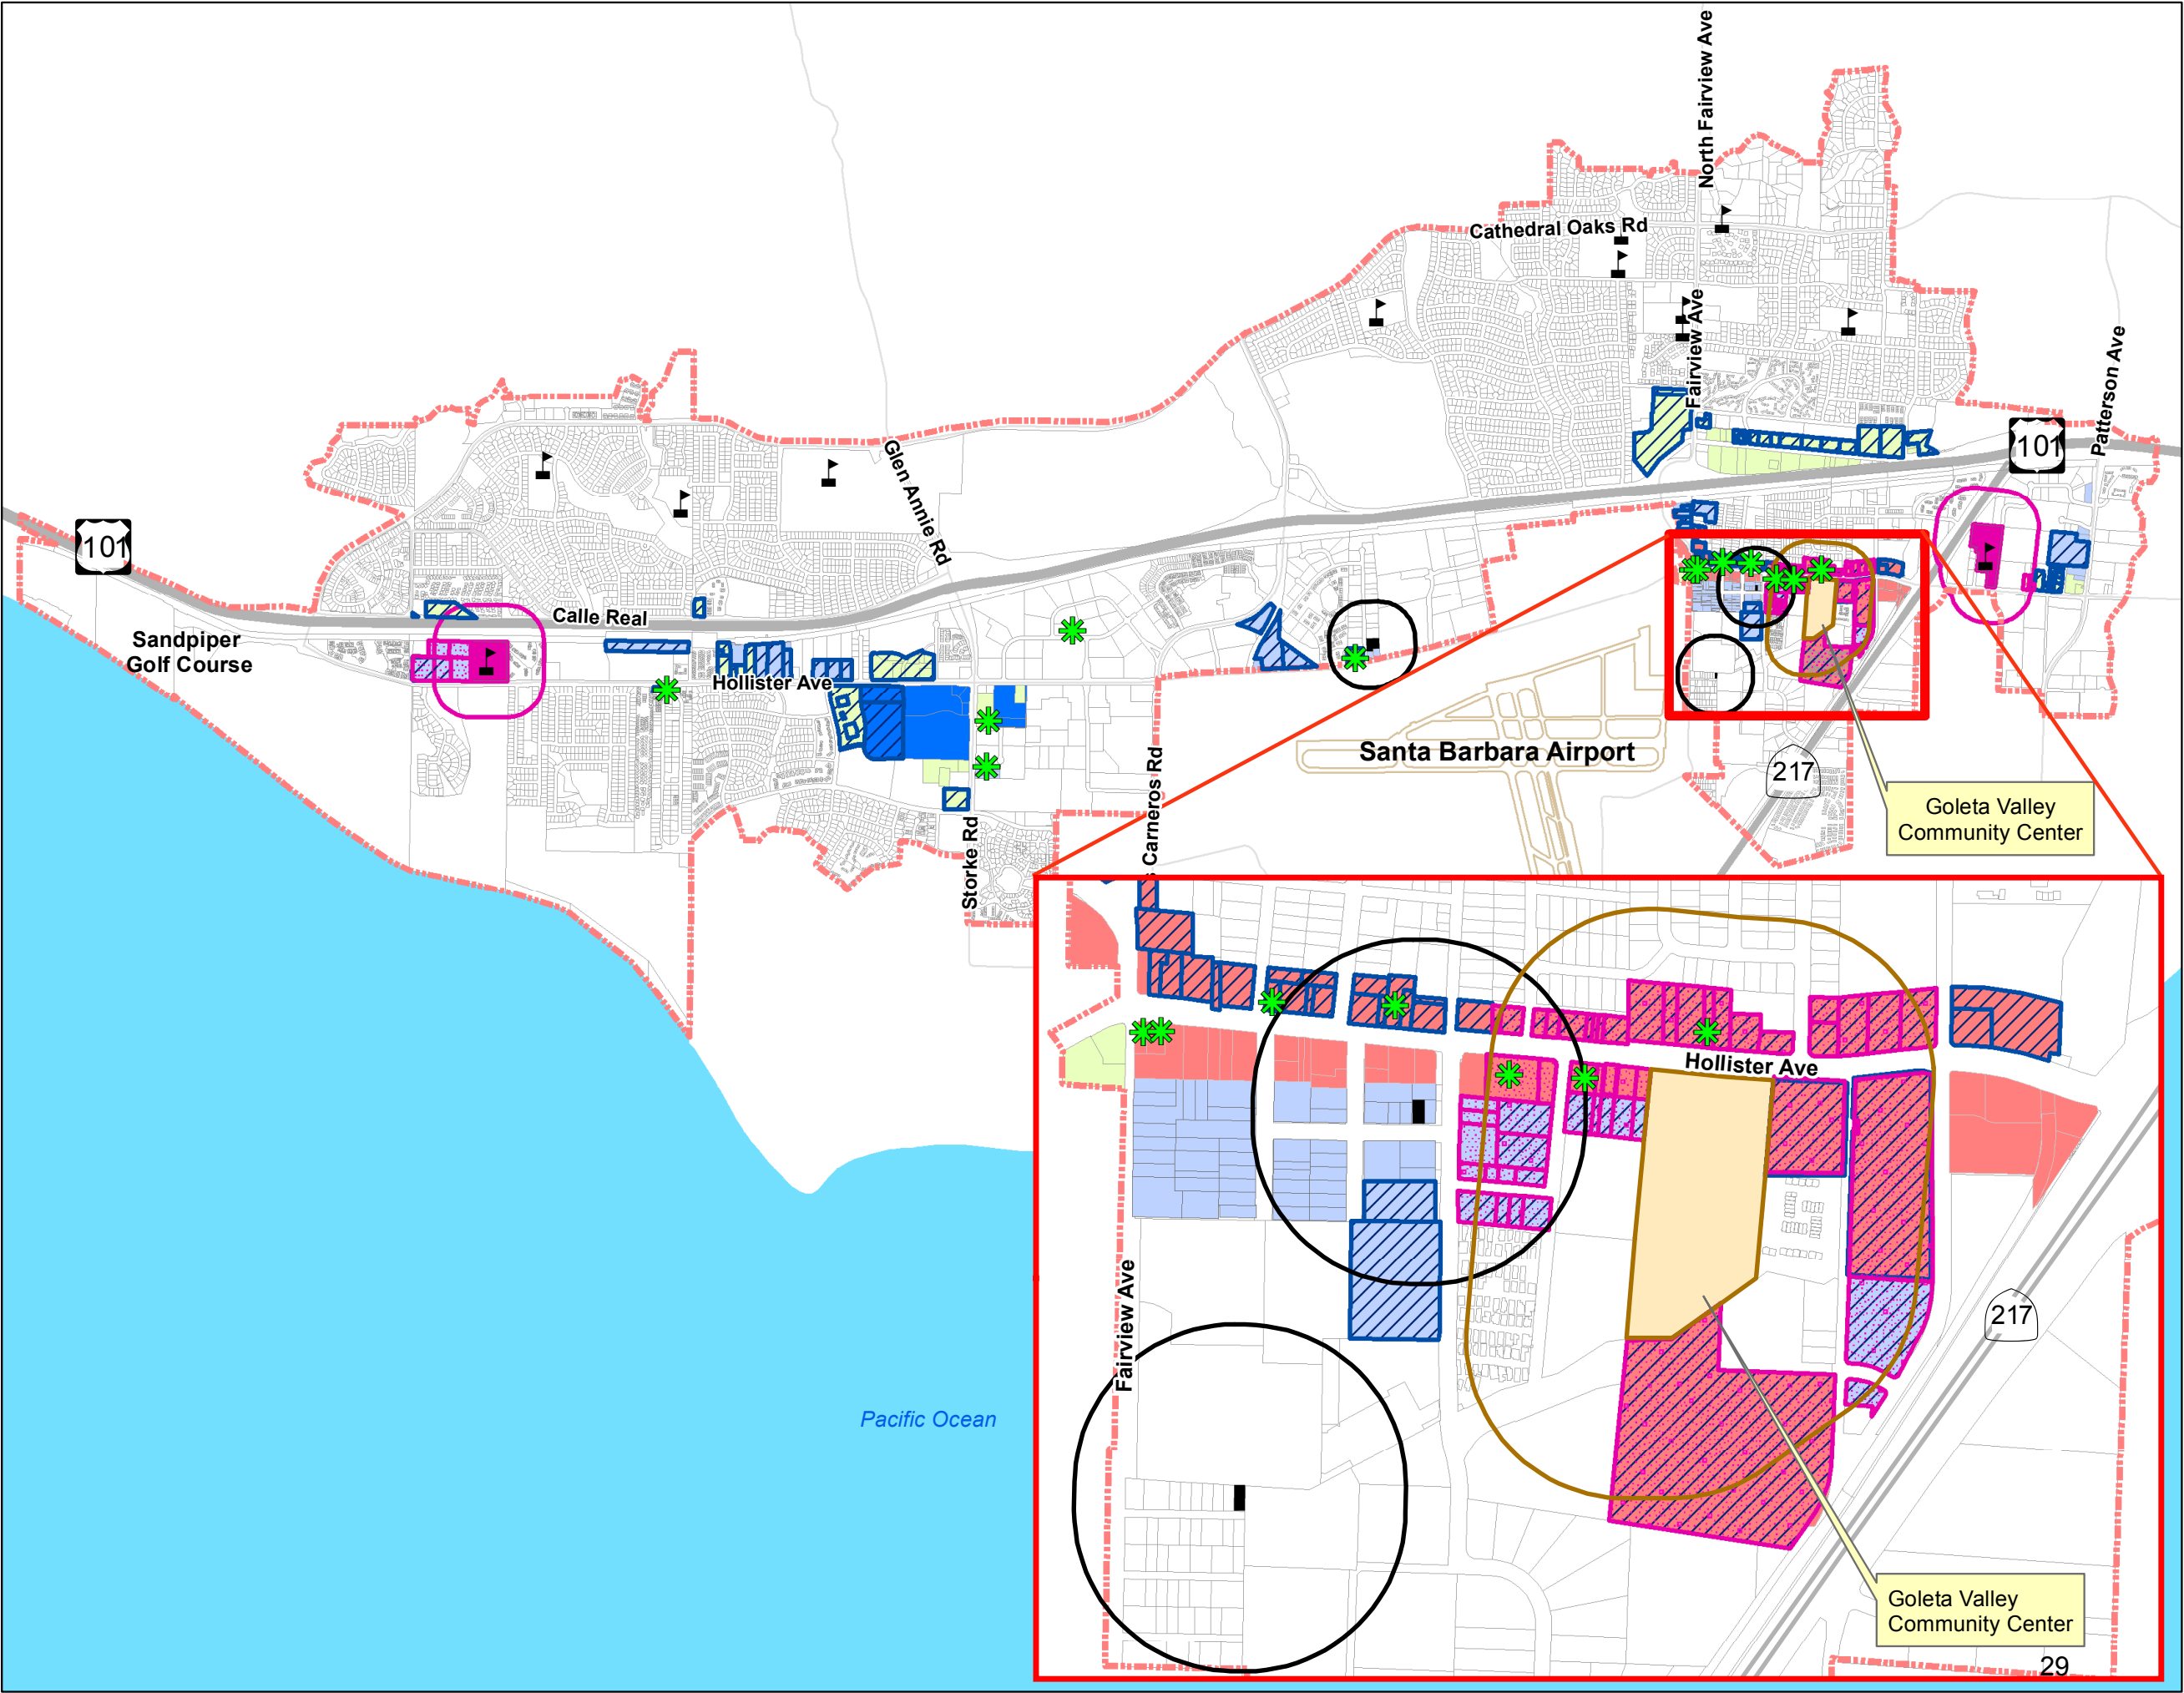 North Fairview Ave
Cathedral Oaks Rd
Fairview Ave
Patterson Ave
101
Glen Annie Rd
101
Calle Real
Sandpiper
Golf Course
Hollister Ave
Santa Barbara Airport
217
Goleta Valley
Community Center
s Carneros Rd
Storke Rd
Hollister Ave
Fairview Ave
217
Pacific Ocean
Goleta Valley
Community Center
29